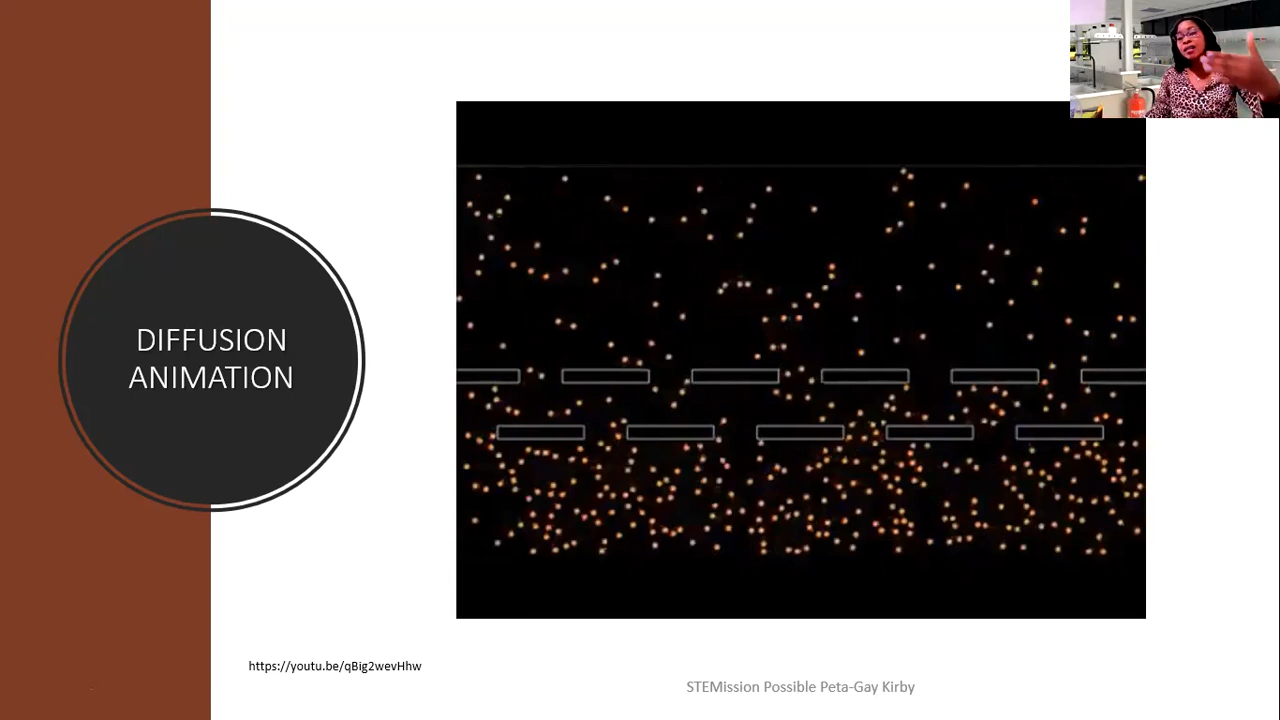 DIFFUSION
ANIMATION
https://youtu.be/qBig2wevHhw
STEMission Possible Peta-Gay Kirby